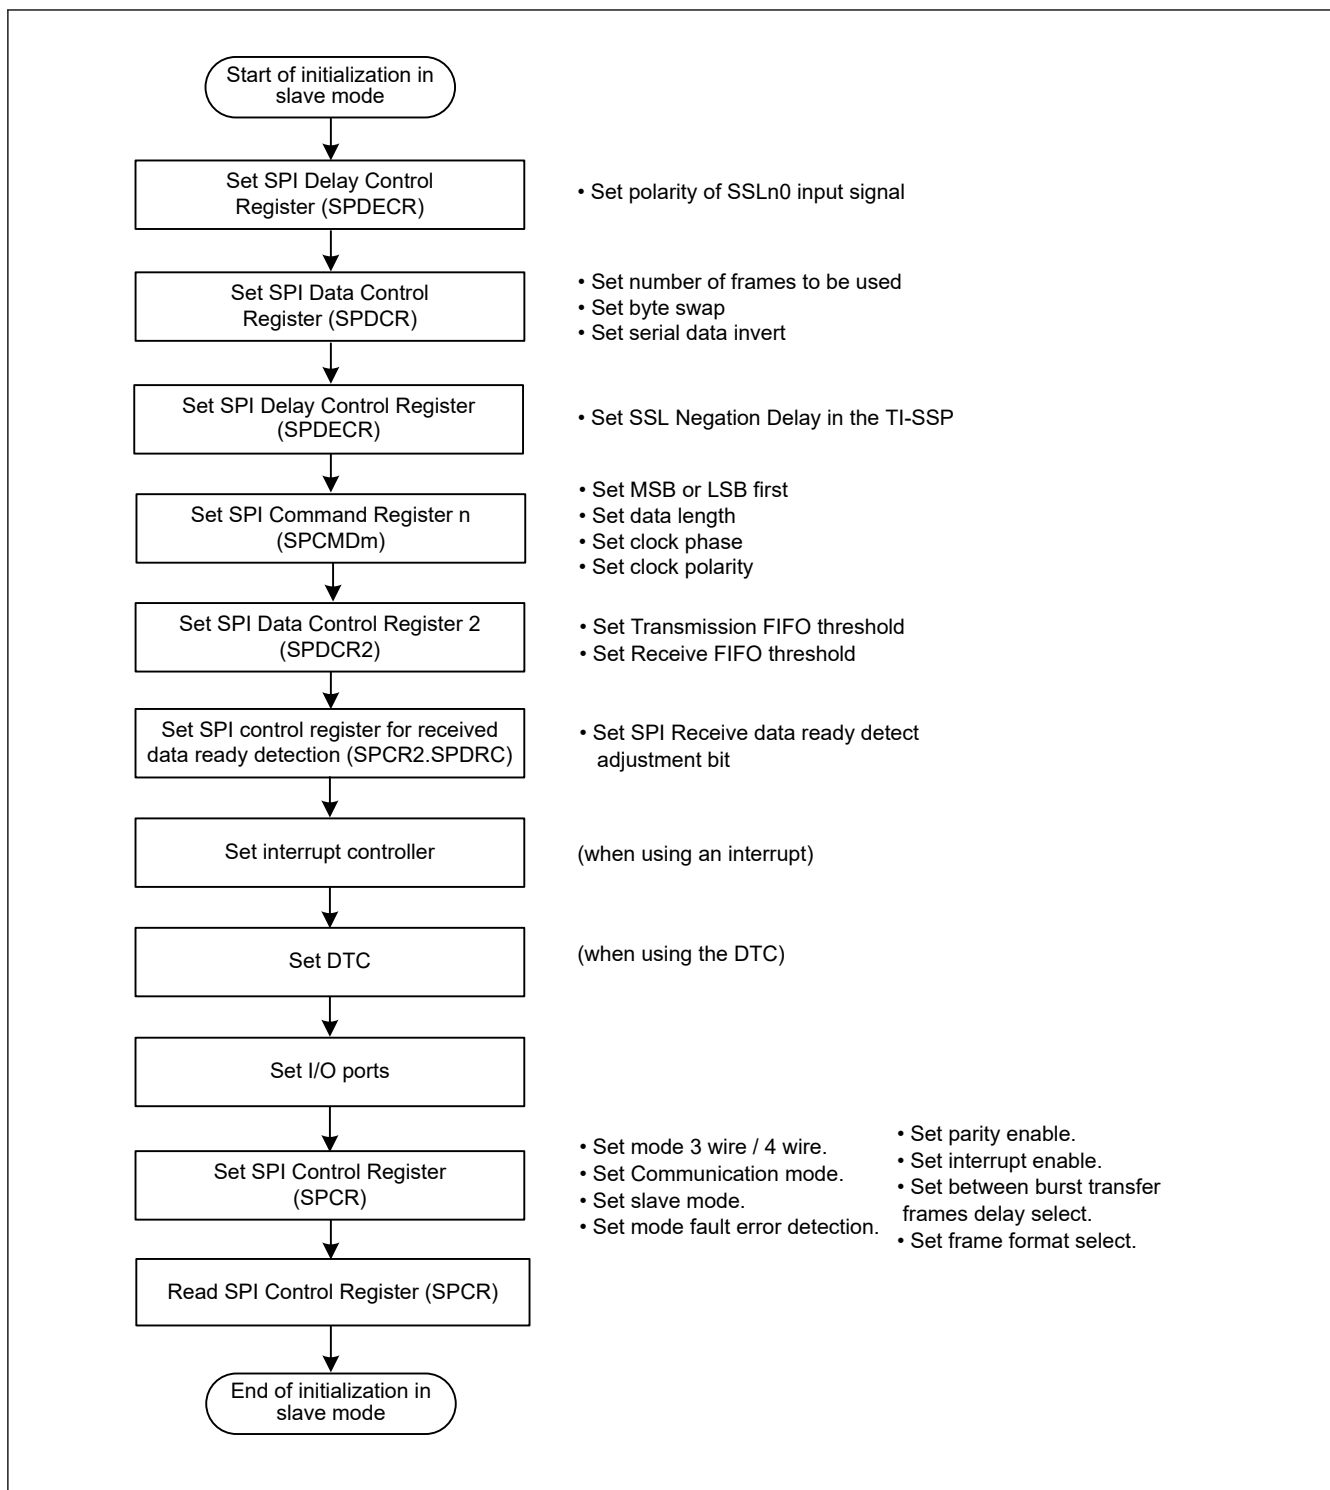 Start of initialization in
slave mode
Set SPI Delay Control
Register (SPDECR)
• Set polarity of SSLn0 input signal
Set SPI Data Control
Register (SPDCR)
• Set number of frames to be used
• Set byte swap
• Set serial data invert
Set SPI Delay Control Register
(SPDECR)
• Set SSL Negation Delay in the TI-SSP
Set SPI Command Register n
(SPCMDm)
• Set MSB or LSB first
• Set data length
• Set clock phase
• Set clock polarity
Set SPI Data Control Register 2
(SPDCR2)
• Set Transmission FIFO threshold
• Set Receive FIFO threshold
Set SPI control register for received
data ready detection (SPCR2.SPDRC)
• Set SPI Receive data ready detect
adjustment bit
Set interrupt controller
(when using an interrupt)
Set DTC
(when using the DTC)
Set I/O ports
Set SPI Control Register
(SPCR)
• Set mode 3 wire / 4 wire.
• Set Communication mode.
• Set slave mode.
• Set mode fault error detection.
• Set parity enable.
• Set interrupt enable.
• Set between burst transfer
frames delay select.
• Set frame format select.
Read SPI Control Register (SPCR)
End of initialization in
slave mode